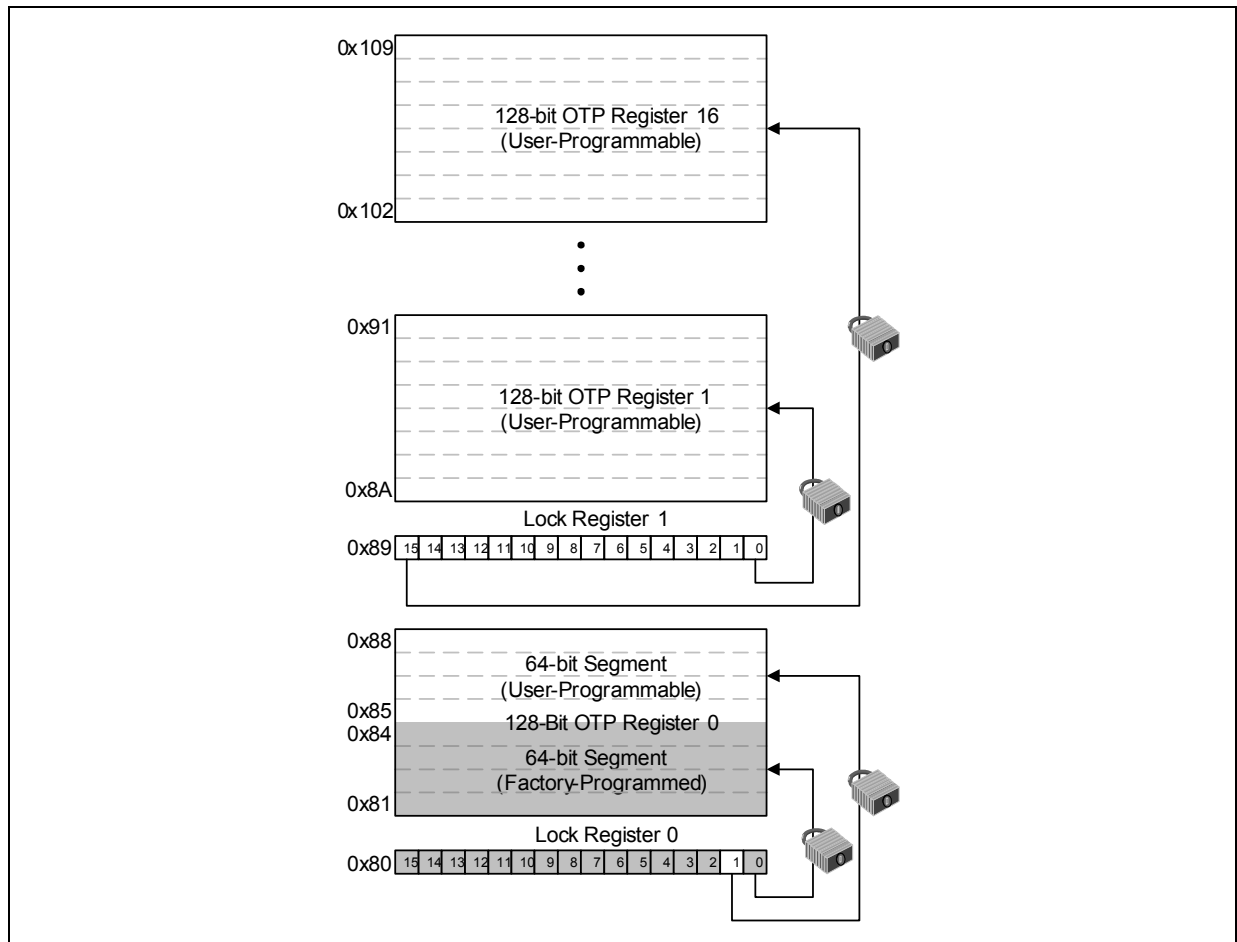 0x109
128-bit OTP Register 16
(User-Programmable)
0x102
0x91
128-bit OTP Register 1
(User-Programmable)
0x8A
Lock Register 1
0x89 15 14 13 12 11 10 9 8 7 6 5 4 3 2 1 0
0x88
64-bit Segment
(User-Programmable)
0x85
128-Bit OTP Register 0
0x84
64-bit Segment
(Factory-Programmed)
0x81
Lock Register 0
0x80 15 14 13 12 11 10 9 8 7 6 5 4 3 2 1 0